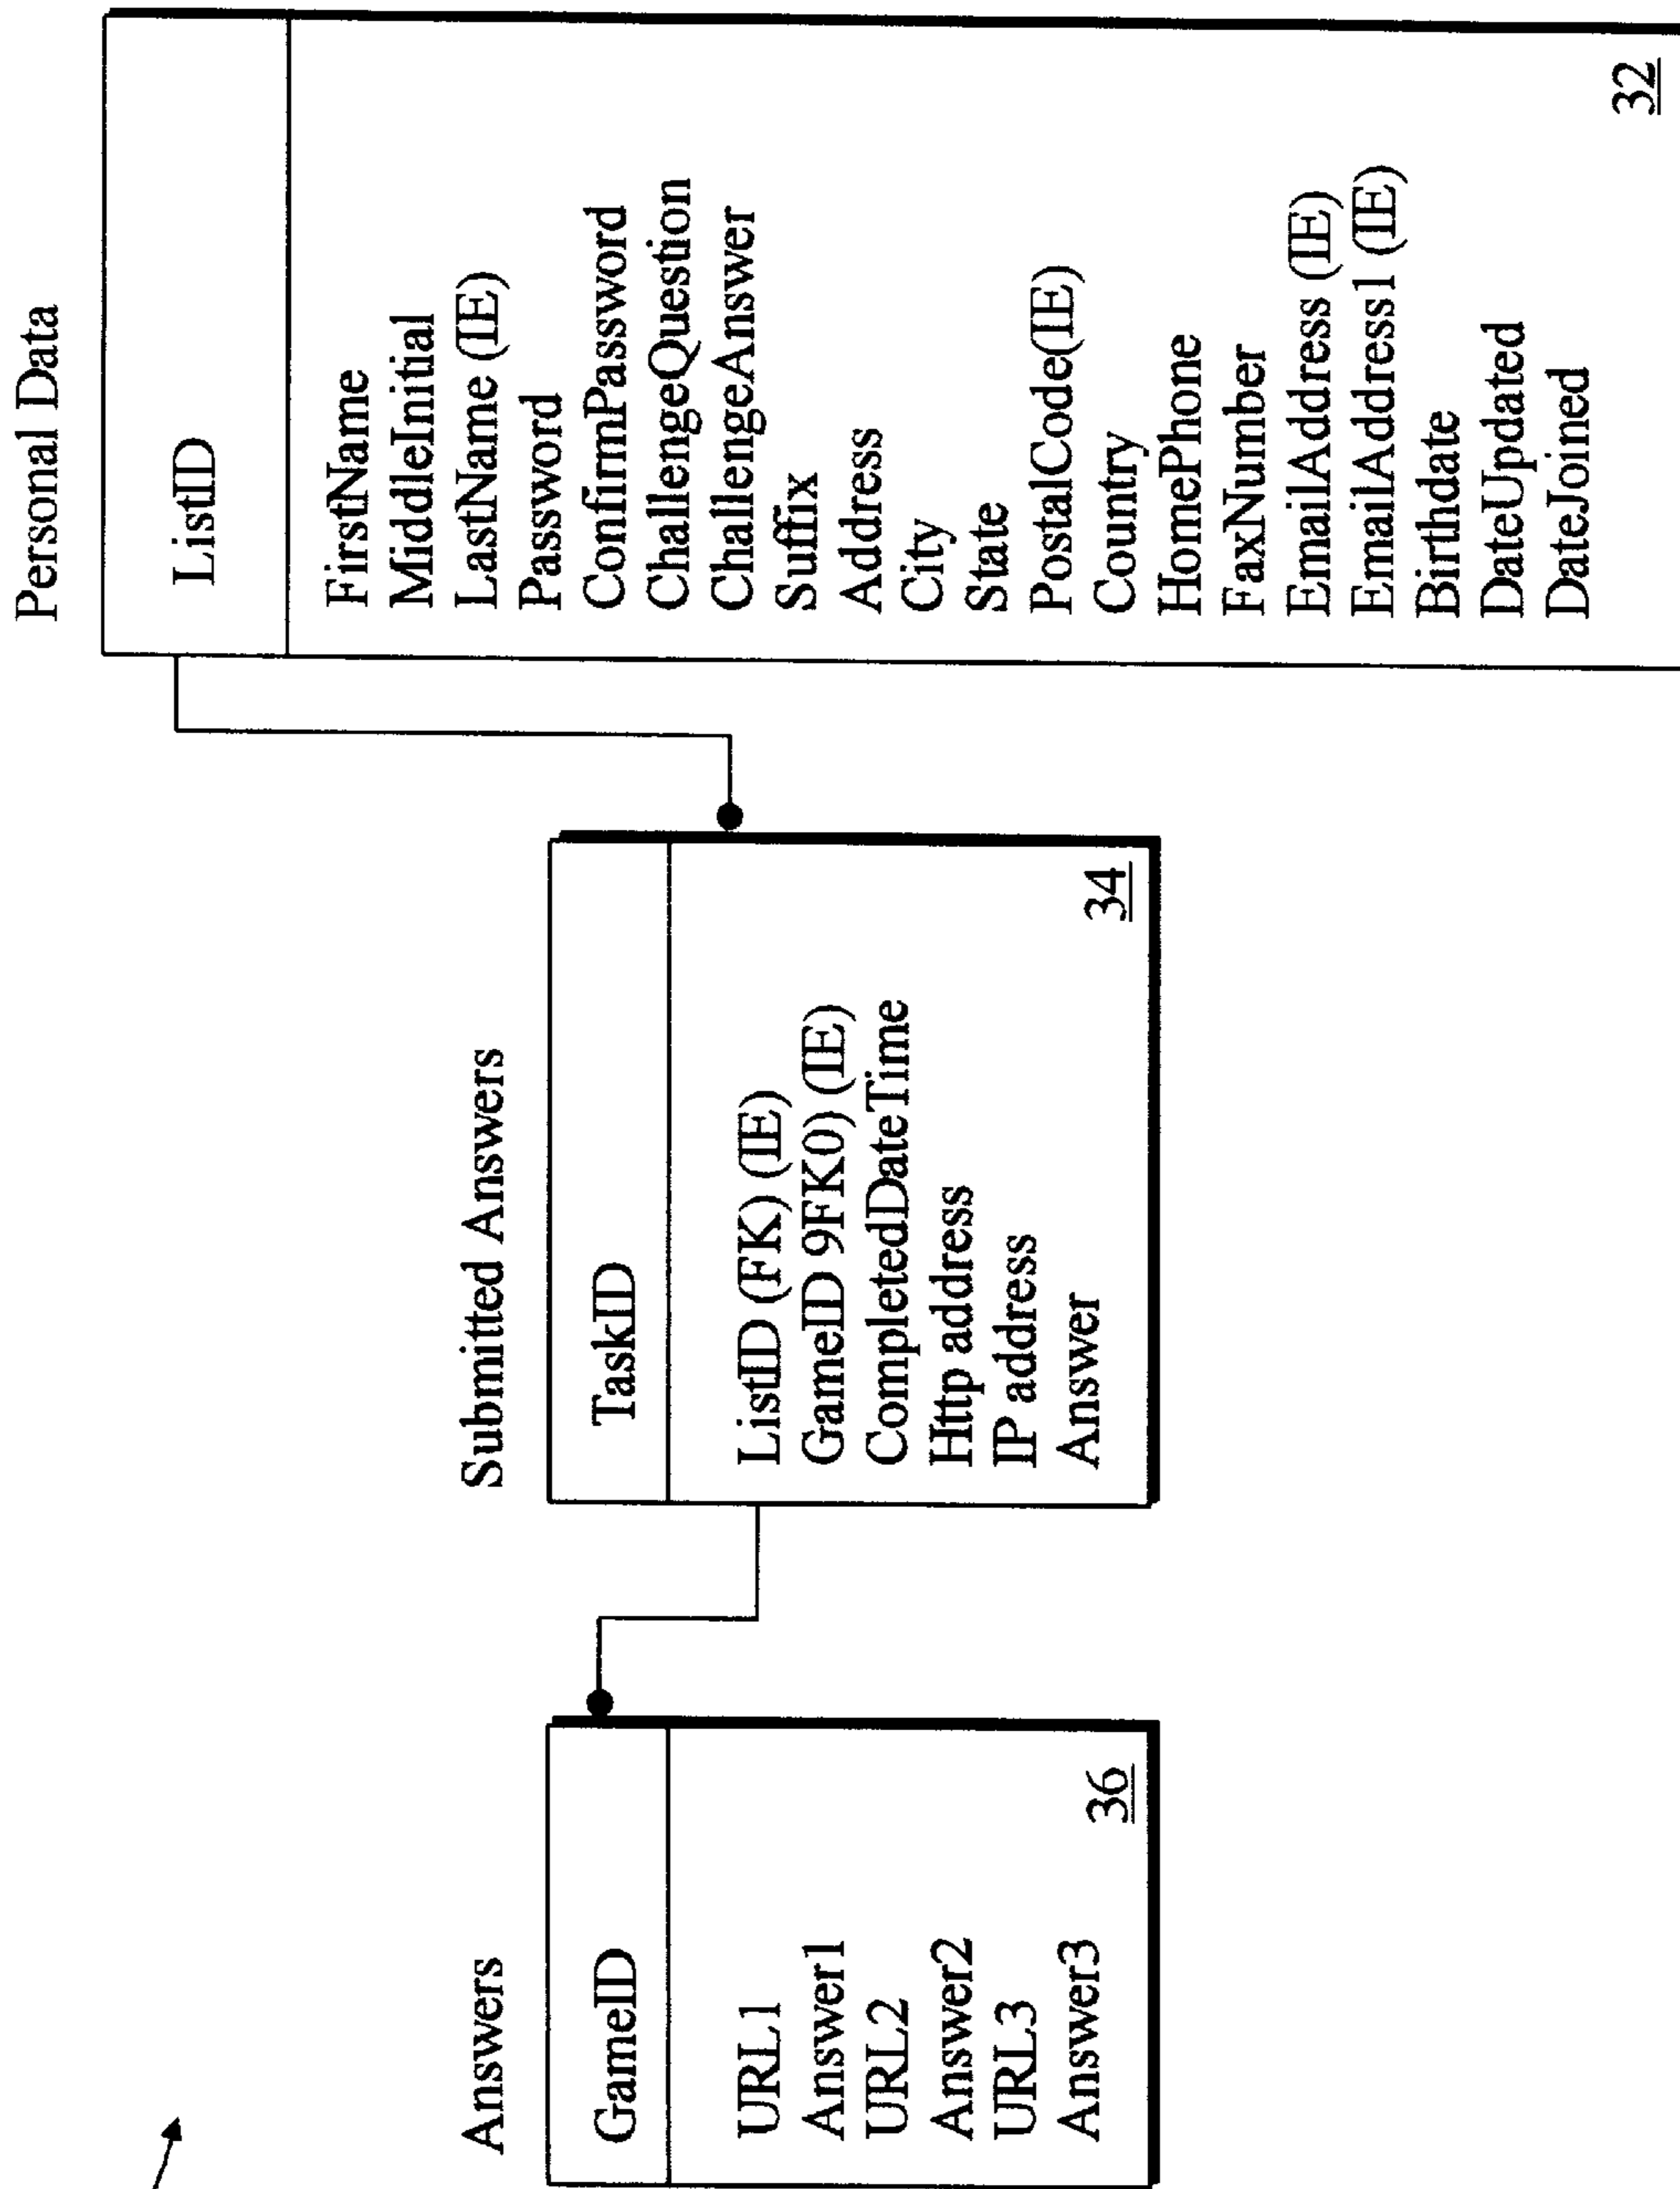 Answers
GameID
URL1
Answer1
URL2
Answer2
URL3
Answer3
36
Submitted Answers
TaskID
ListID (FK) (IE)
GameID 9FK0) (IE)
CompletedDateTime
Http address
IP address
Answer
34
Personal Data
ListID
FirstName
MiddleInitial
LastName (IE)
Password
ConfirmPassword
ChallengeQuestion
ChallengeAnswer
Suffix
Address
City
State
PostalCode(IE)
Country
HomePhone
FaxNumber
EmailAddress (IE)
EmailAddress1 (IE)
Birthdate
DateUpdated
DateJoined
32